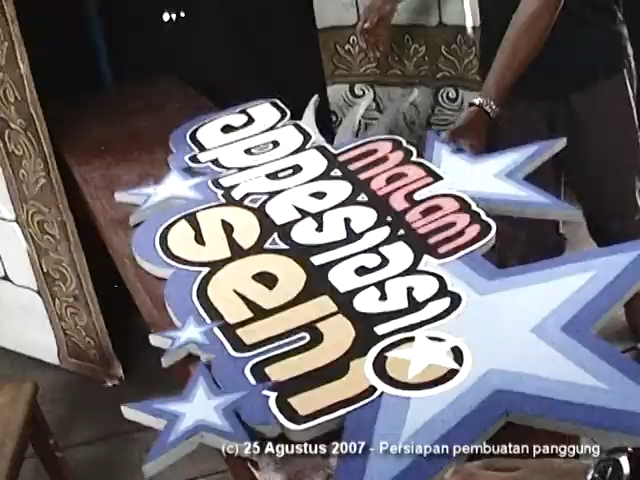 malam
apresiasi
seni
(c) 25 Agustus 2007 - Persiapan pembuatan panggung